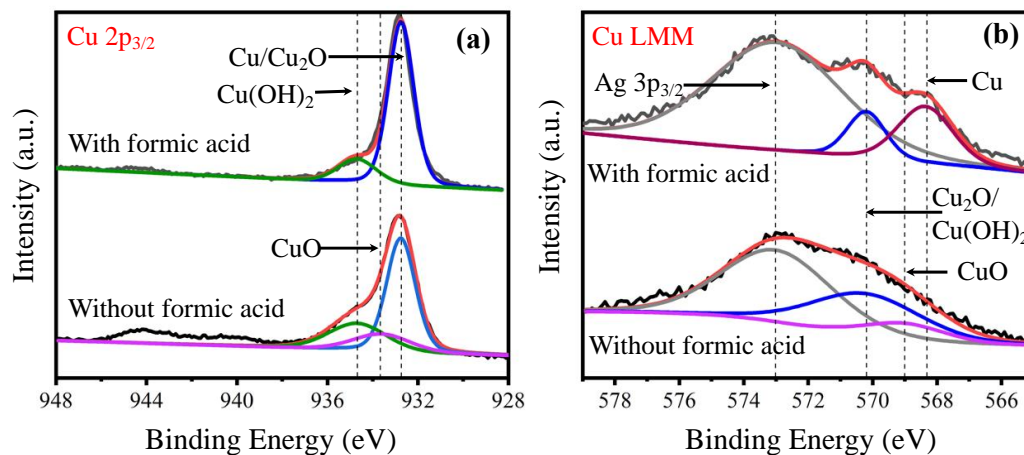 Cu 2p₃/₂
(a)
Cu/Cu₂O
Cu(OH)₂
With formic acid
CuO
Without formic acid
Intensity (a.u.)
948 944 940 936 932 928
Binding Energy (eV)
Cu LMM
(b)
Ag 3p₃/₂
Cu
With formic acid
Cu₂O/
Cu(OH)₂
CuO
Without formic acid
Intensity (a.u.)
578 576 574 572 570 568 566
Binding Energy (eV)